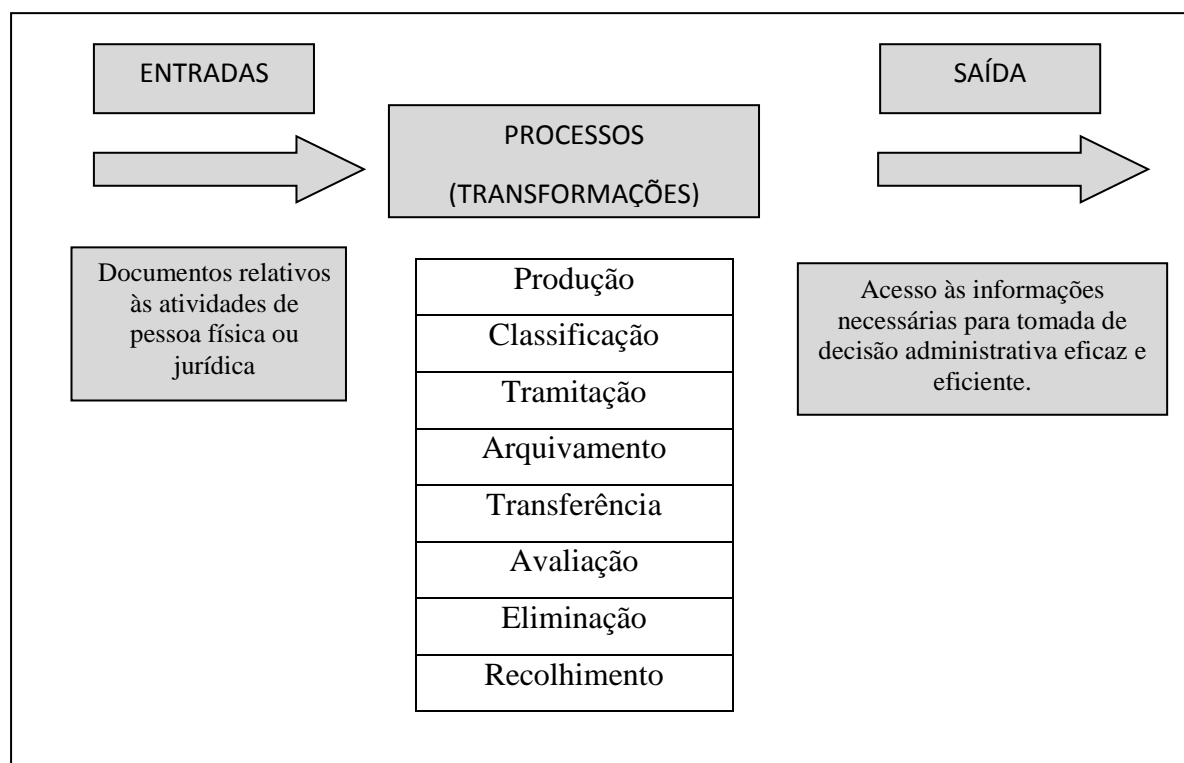 ENTRADAS
Documentos relativos
às atividades de
pessoa física ou
jurídica
PROCESSOS
(TRANSFORMAÇÕES)
Produção
Classificação
Tramitação
Arquivamento
Transferência
Avaliação
Eliminação
Recolhimento
SAÍDA
Acesso às informações
necessárias para tomada de
decisão administrativa eficaz e
eficiente.